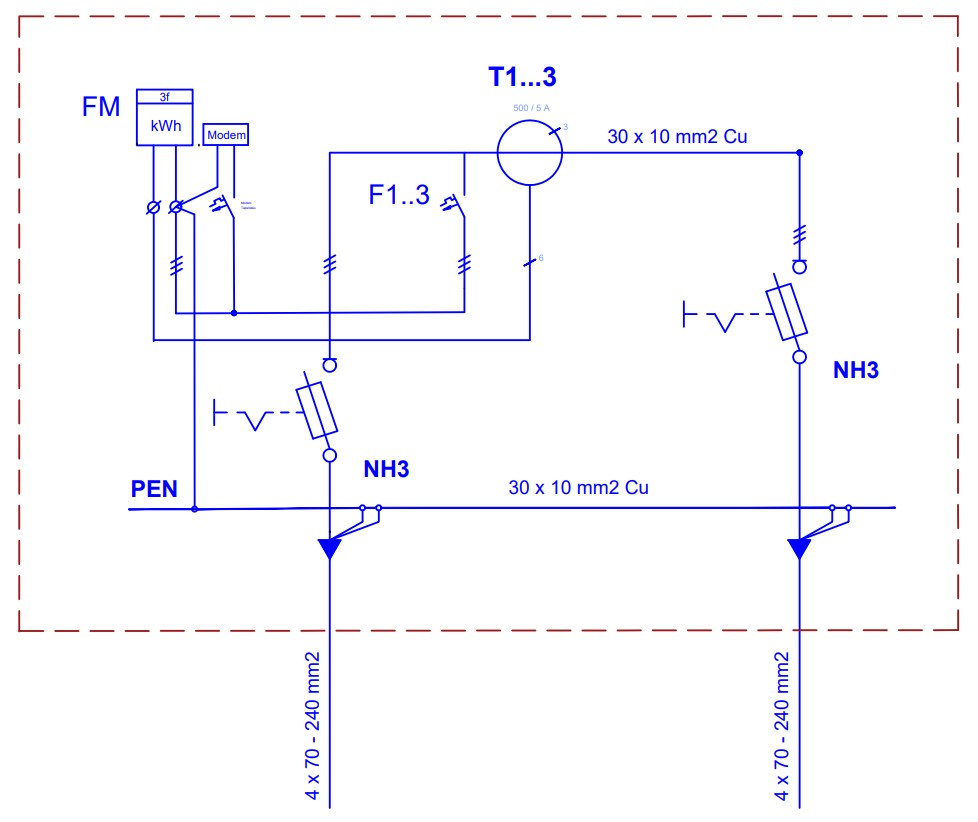 T1...3
3f
FM
500 / 5 A
kWh
Modem
3
30 x 10 mm2 Cu
F1..3
6
NH3
NH3
PEN
30 x 10 mm2 Cu
4 x 70 - 240 mm2
4 x 70 - 240 mm2